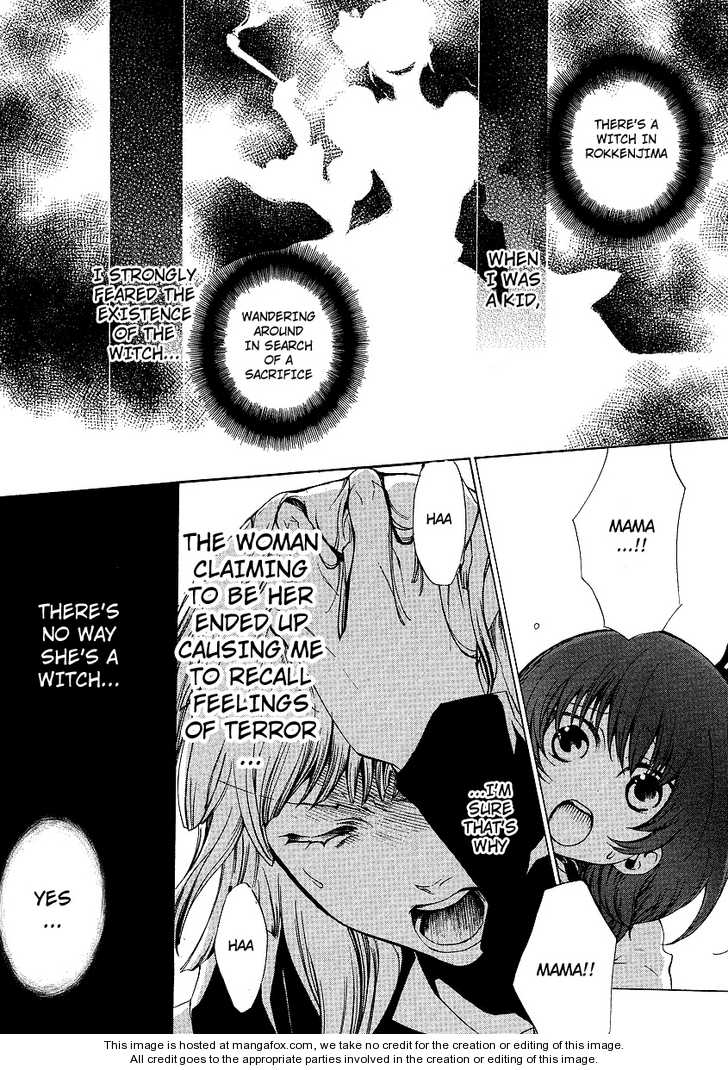 THERE'S A
WITCH IN
ROKKENJIMA
WHEN
I WAS
A KID,
WANDERING
AROUND
IN SEARCH
OF A
SACRIFICE
I STRONGLY
FEARED THE
EXISTENCE
OF THE
WITCH...
MAMA
...!!
HAA
MAMA!!
...I'M
SURE
THAT'S
WHY
THE WOMAN
CLAIMING
TO BE HER
ENDED UP
CAUSING ME
TO RECALL
FEELINGS
OF TERROR
...
HAA
THERE'S
NO WAY
SHE'S A
WITCH...
YES
...
This image is hosted at mangafox.com, we take no credit for the creation or editing of this image.
All credit goes to the appropriate parties involved in the creation or editing of this image.